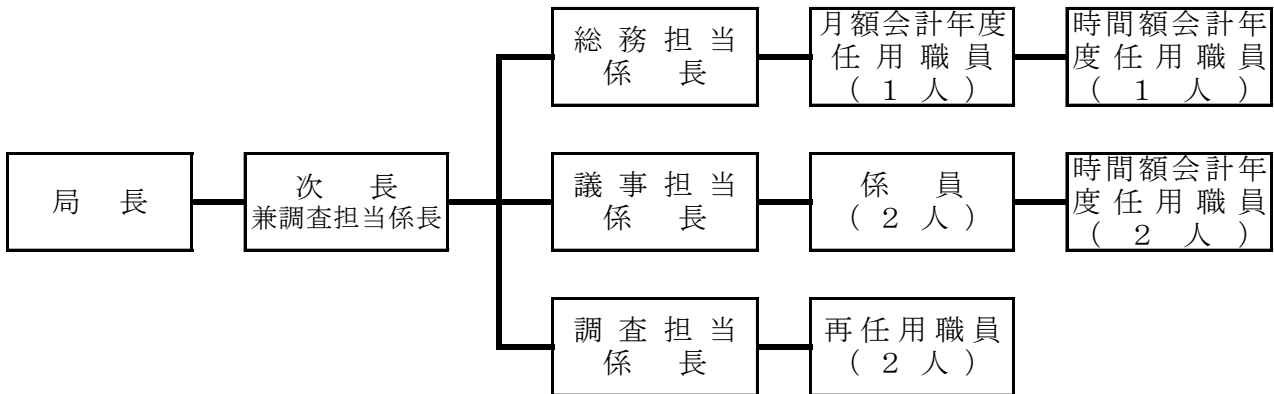 局長
次長
兼調査担当係長
総務担当
係長
月額会計年度
任用職員
(1人)
時間額会計年
度任用職員
(1人)
議事担当
係長
係員
(2人)
時間額会計年
度任用職員
(2人)
調査担当
係長
再任用職員
(2人)